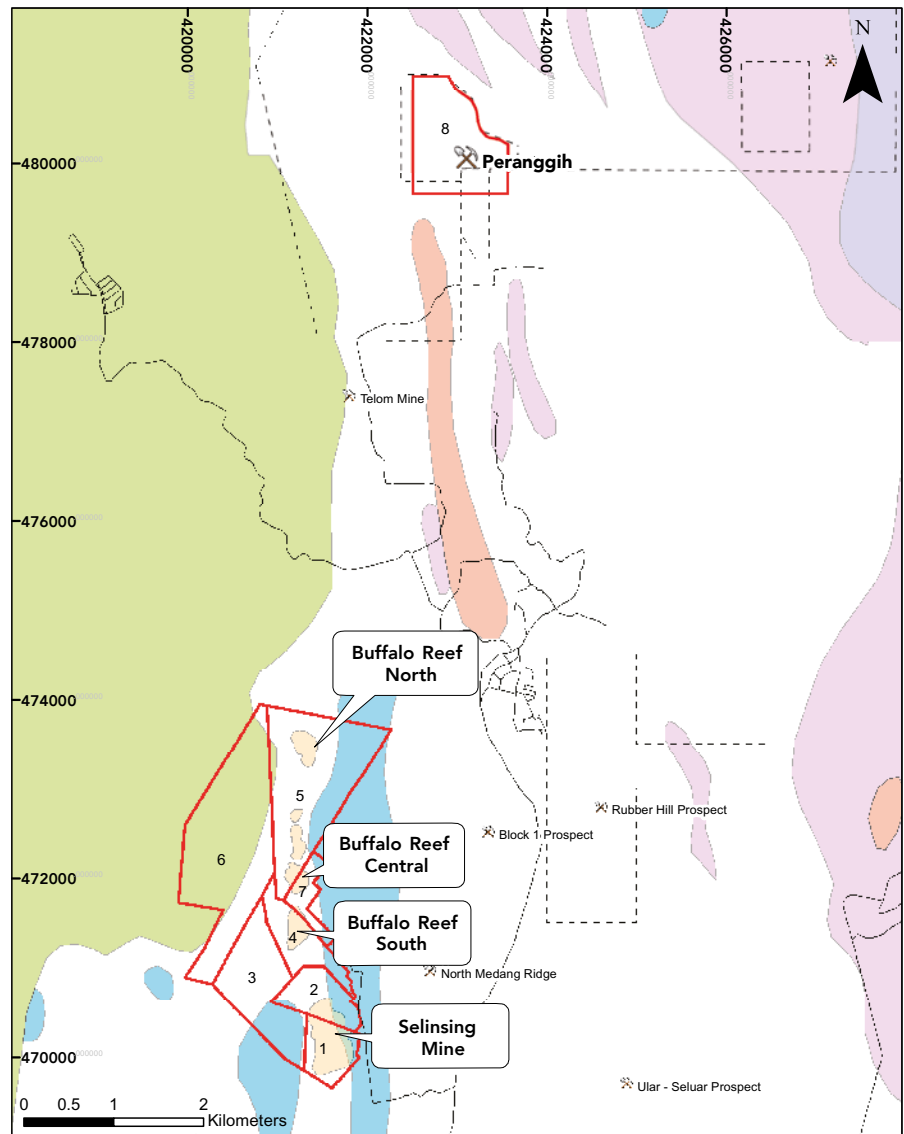 420000
422000
424000
426000
N
8
480000
Peranggih
478000
Telom Mine
476000
Buffalo Reef
North
474000
5
Rubber Hill Prospect
Block 1 Prospect
Buffalo Reef
Central
6
472000
7
Buffalo Reef
South
4
3
North Medang Ridge
2
Selinsing
Mine
470000
1
Ular - Seluar Prospect
0 0.5 1 2
Kilometers